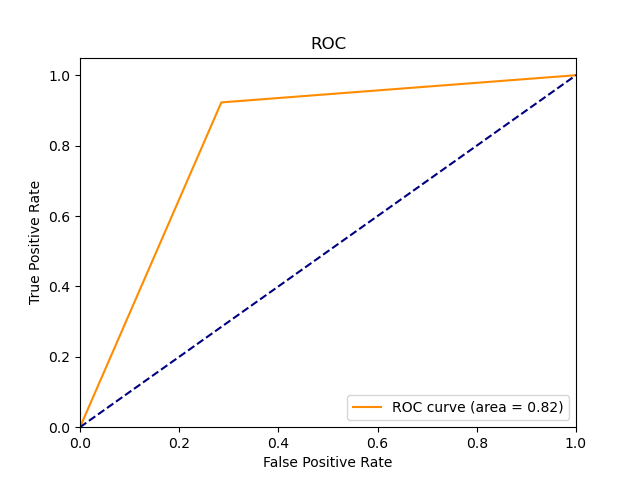 ROC
True Positive Rate
1.0
0.8
0.6
0.4
0.2
0.0
0.0 0.2 0.4 0.6 0.8 1.0
False Positive Rate
ROC curve (area = 0.82)